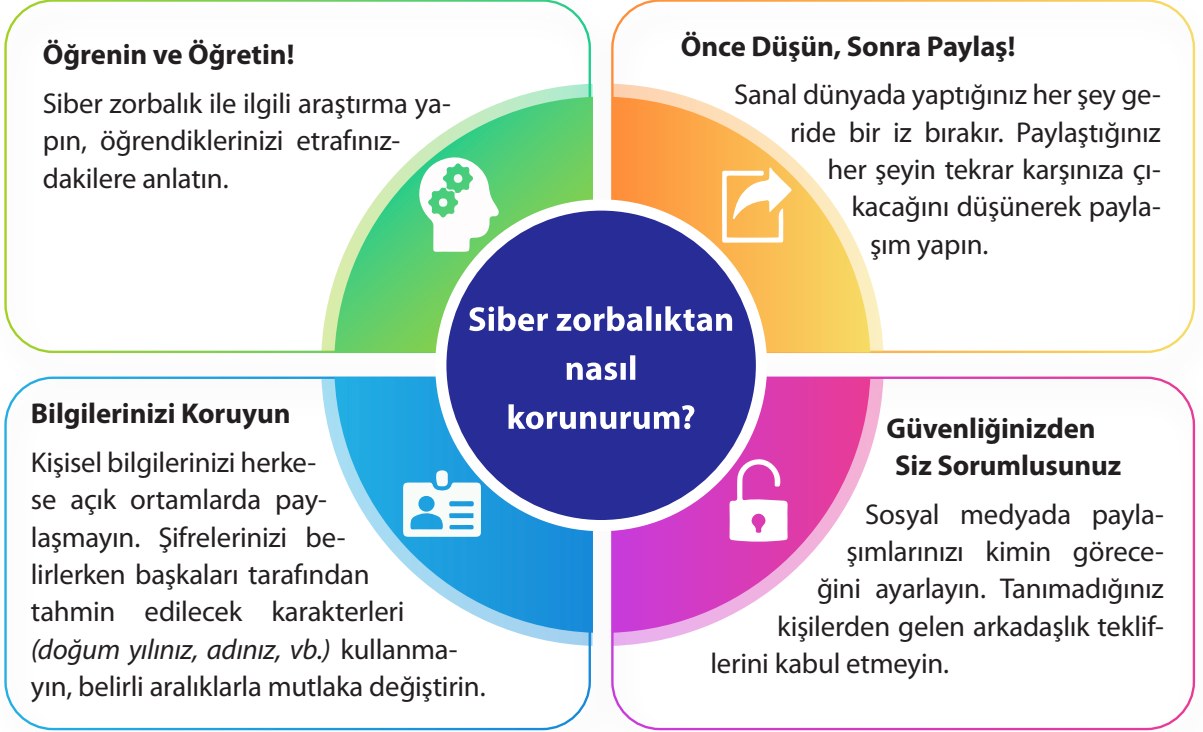 Öğrenin ve Öğretin!
Siber zorbalık ile ilgili araştırma ya-
pın, öğrendiklerinizi etrafınız-
dakilere anlatın.
Önce Düşün, Sonra Paylaş!
Sanal dünyada yaptığınız her şey ge-
ride bir iz bırakır. Paylaştığınız
her şeyin tekrar karşınıza çı-
kacağını düşünerek payla-
şım yapın.
Siber zorbalıktan
nasıl
korunurum?
Bilgilerinizi Koruyun
Kişisel bilgilerinizi herke-
se açık ortamlarda pay-
laşmayın. Şifrelerinizi be-
lirlerken başkaları tarafından
tahmin edilecek karakterleri
(doğum yılınız, adınız, vb.) kullanma-
yın, belirli aralıklarla mutlaka değiştirin.
Güvenliğinizden
Siz Sorumlusunuz
Sosyal medyada payla-
şımlarınızı kimin görece-
ğini ayarlayın. Tanımadığınız
kişilerden gelen arkadaşlık teklif-
lerini kabul etmeyin.